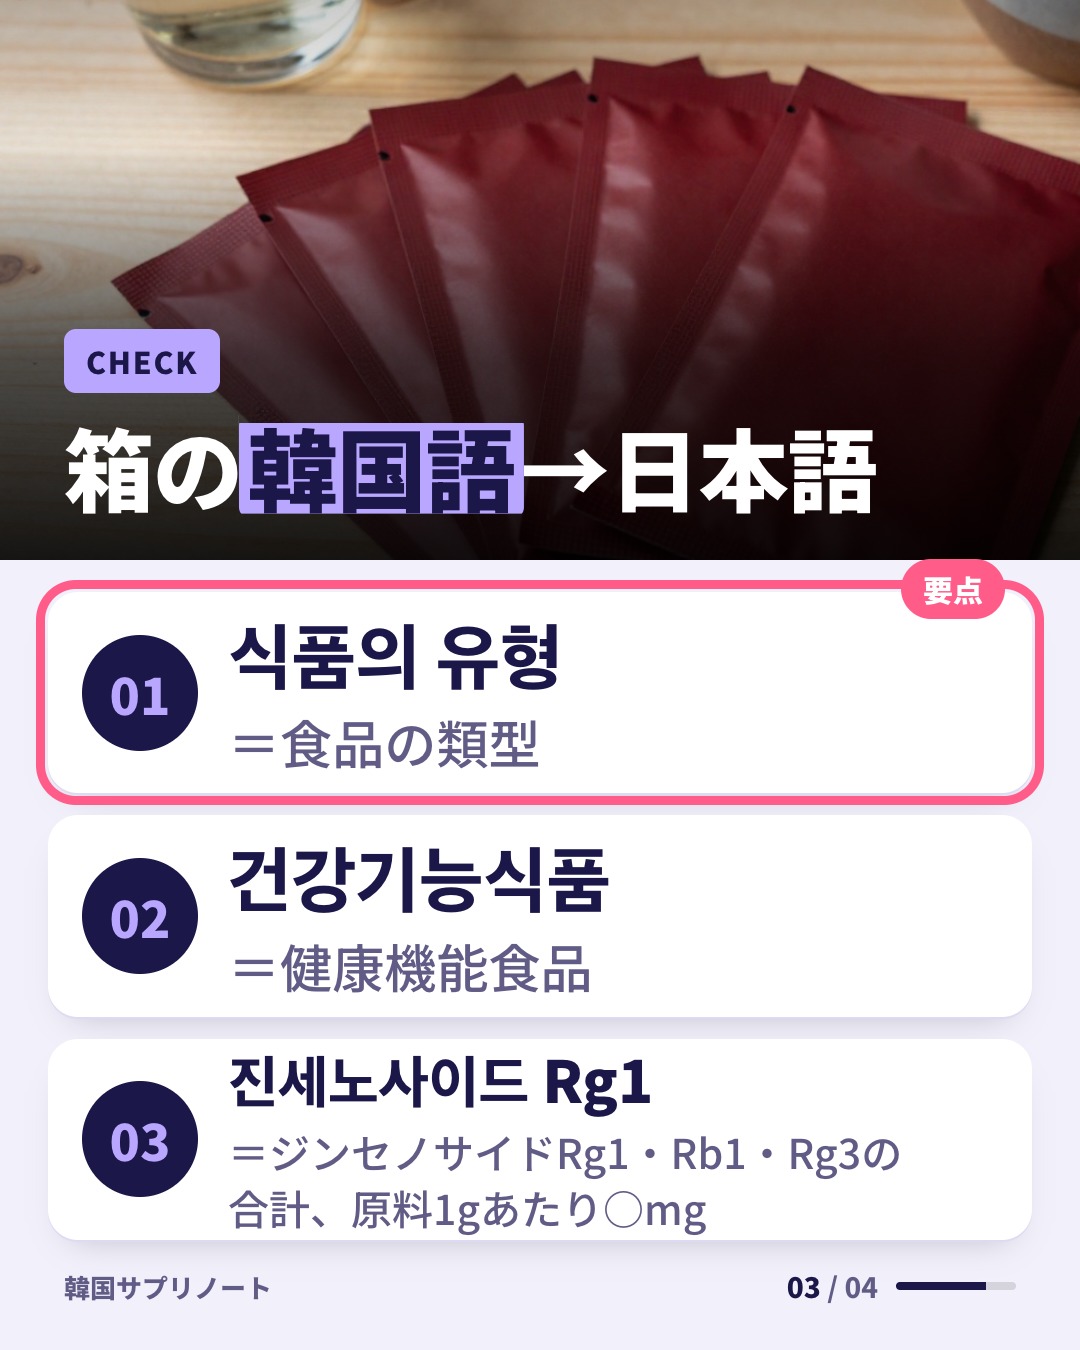 CHECK
箱の韓国語→日本語
要点
01
식품의 유형
＝食品の類型
02
건강기능식품
＝健康機能食品
03
진세노사이드 Rg1
＝ジンセノサイドRg1・Rb1・Rg3の
合計、原料1gあたり◯mg
韓国サプリノート
03 / 04